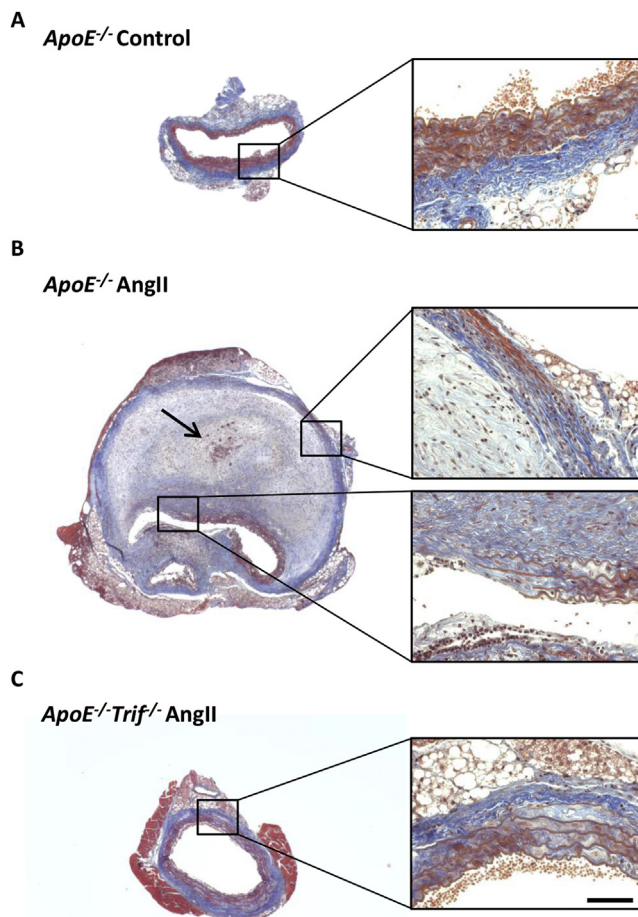 A
ApoE-/- Control
B
ApoE-/- AngII
C
ApoE-/-Trif-/- AngII